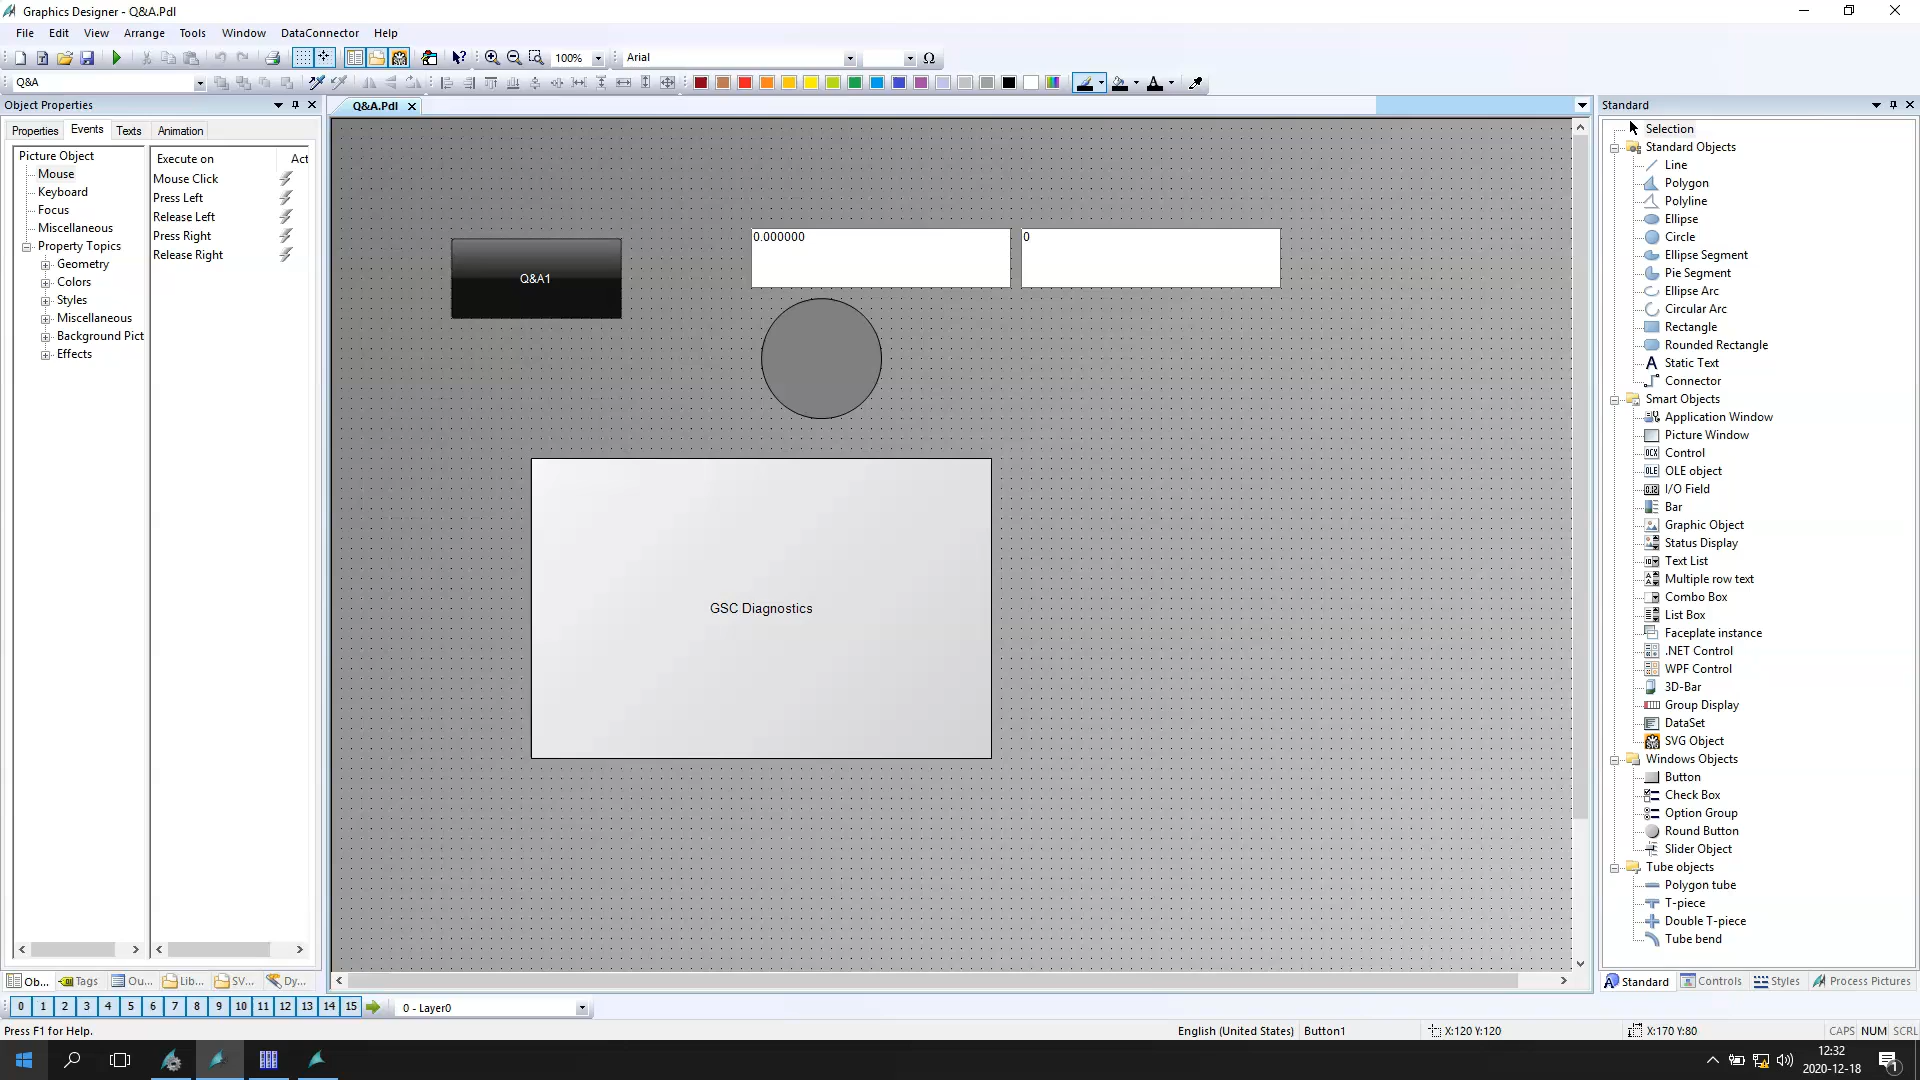 Graphics Designer - Q&A.Pdl
File Edit View Arrange Tools Window DataConnector Help
100% Arial Ω
Q&A
Object Properties
Properties Events Texts Animation
Picture Object
Mouse
Keyboard
Focus
Miscellaneous
Property Topics
Geometry
Colors
Styles
Miscellaneous
Background Pict
Effects
Execute on Act
Mouse Click
Press Left
Release Left
Press Right
Release Right
Ob... Tags Ou... Lib... SV... Dy...
Q&A.Pdl
Q&A1
0.000000
0
GSC Diagnostics
Standard
Selection
Standard Objects
Line
Polygon
Polyline
Ellipse
Circle
Ellipse Segment
Pie Segment
Ellipse Arc
Circular Arc
Rectangle
Rounded Rectangle
Static Text
Connector
Smart Objects
Application Window
Picture Window
Control
OLE object
I/O Field
Bar
Graphic Object
Status Display
Text List
Multiple row text
Combo Box
List Box
Faceplate instance
.NET Control
WPF Control
3D-Bar
Group Display
DataSet
SVG Object
Windows Objects
Button
Check Box
Option Group
Round Button
Slider Object
Tube objects
Polygon tube
T-piece
Double T-piece
Tube bend
Standard Controls Styles Process Pictures
0 1 2 3 4 5 6 7 8 9 10 11 12 13 14 15 0 - Layer0
Press F1 for Help. English (United States) Button1 X:120 Y:120 X:170 Y:80 CAPS NUM SCRL
12:32
2020-12-18
1